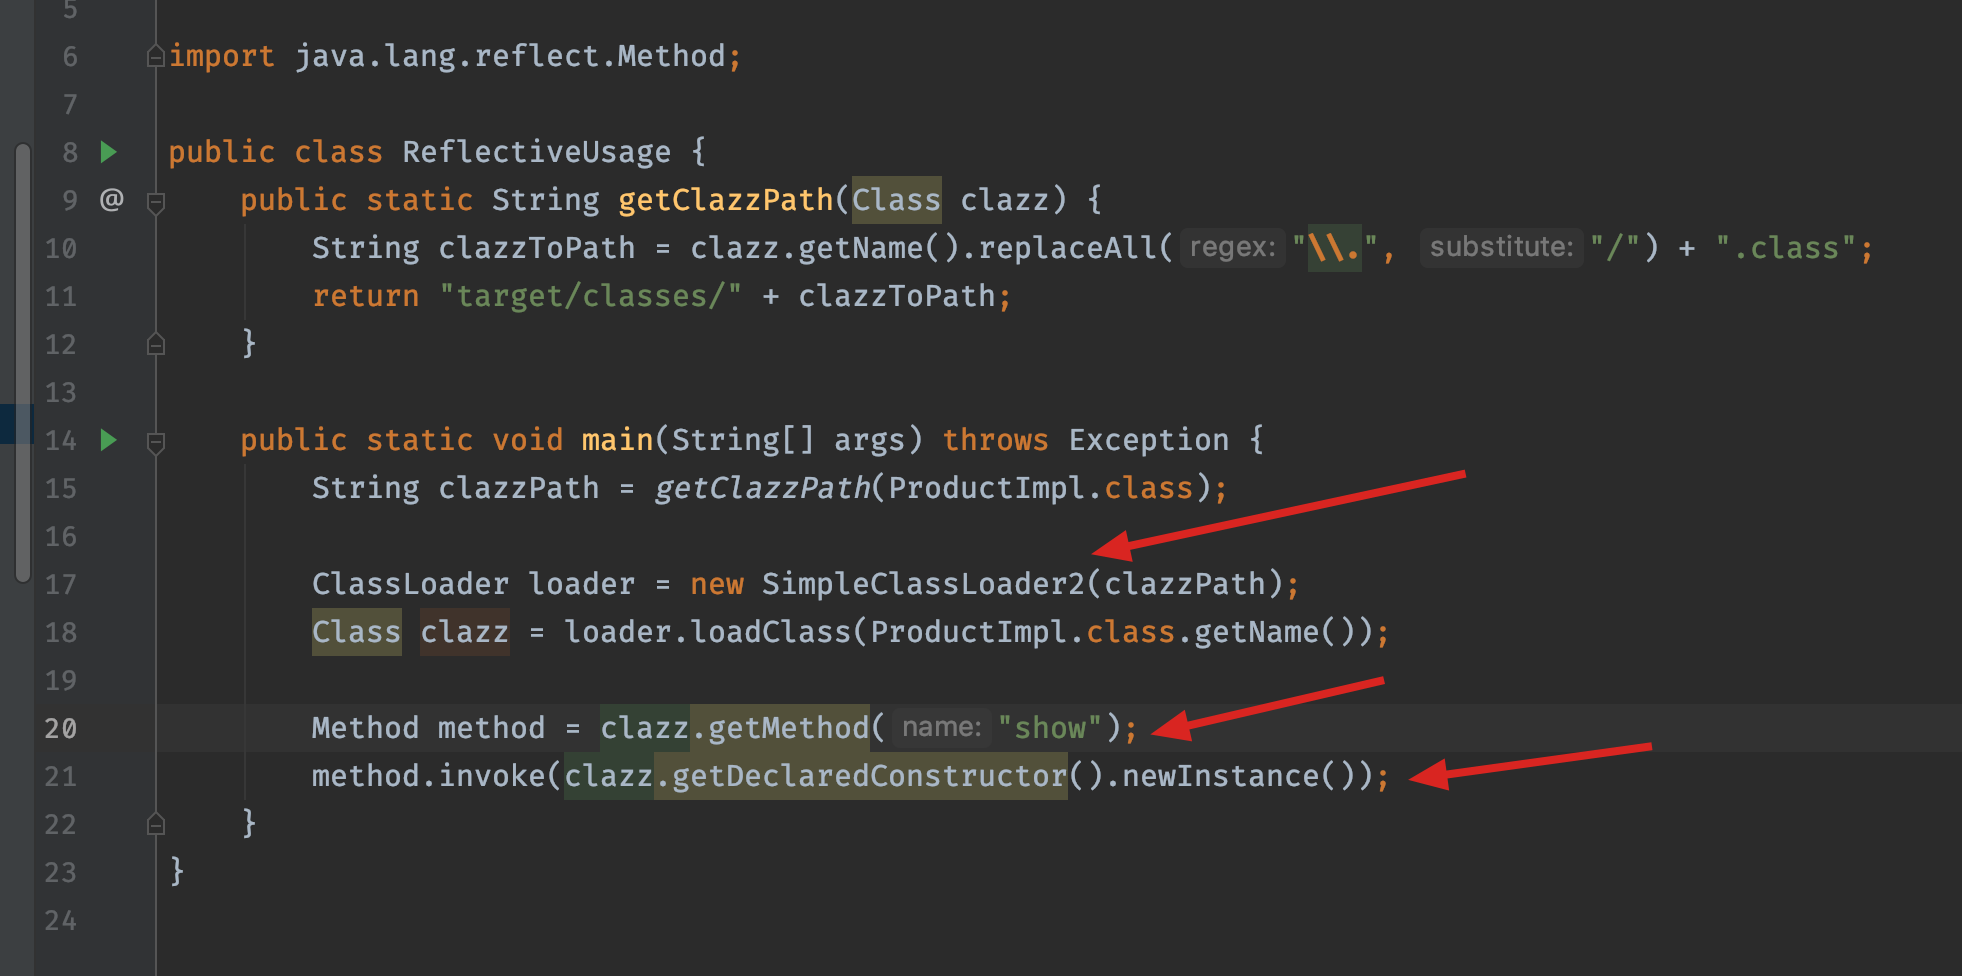 5
6 import java.lang.reflect.Method;
7
8 public class ReflectiveUsage {
9 @ public static String getClazzPath(Class clazz) {
10 String clazzToPath = clazz.getName().replaceAll( regex: "\\.", substitute: "/") + ".class";
11 return "target/classes/" + clazzToPath;
12 }
13
14 public static void main(String[] args) throws Exception {
15 String clazzPath = getClazzPath(ProductImpl.class);
16
17 ClassLoader loader = new SimpleClassLoader2(clazzPath);
18 Class clazz = loader.loadClass(ProductImpl.class.getName());
19
20 Method method = clazz.getMethod( name: "show");
21 method.invoke(clazz.getDeclaredConstructor().newInstance());
22 }
23 }
24